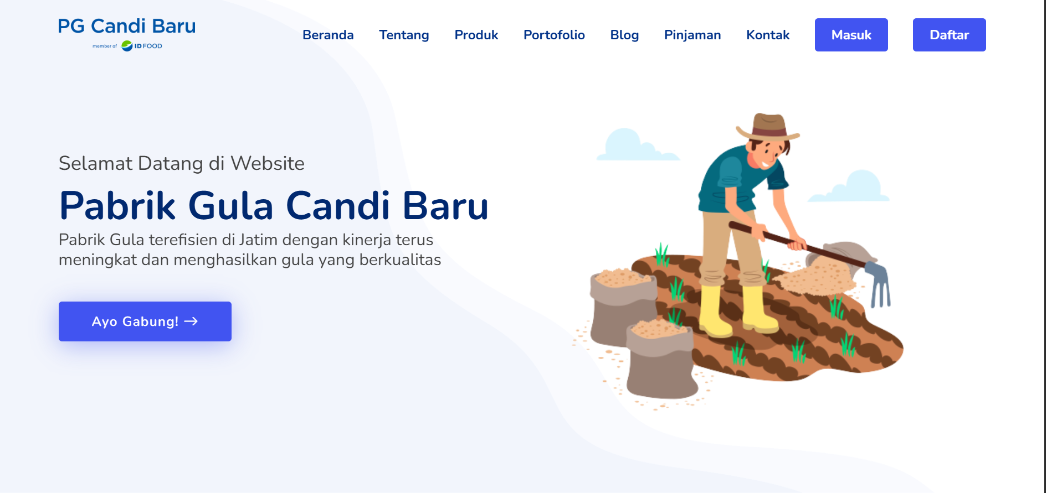 PG Candi Baru
member of ID FOOD
Beranda Tentang Produk Portofolio Blog Pinjaman Kontak Masuk Daftar
Selamat Datang di Website
Pabrik Gula Candi Baru
Pabrik Gula terefisien di Jatim dengan kinerja terus
meningkat dan menghasilkan gula yang berkualitas
Ayo Gabung! →